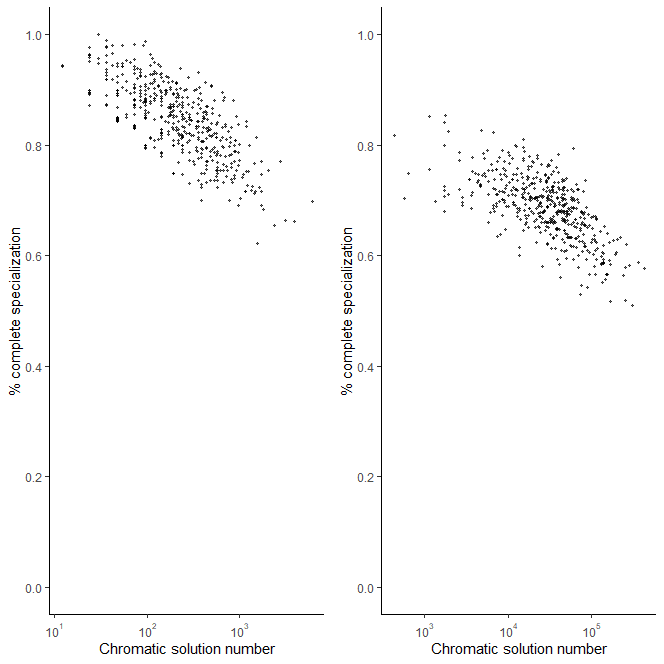 % complete specialization
1.0
0.8
0.6
0.4
0.2
0.0
10¹ 10² 10³
Chromatic solution number
% complete specialization
1.0
0.8
0.6
0.4
0.2
0.0
10³ 10⁴ 10⁵
Chromatic solution number